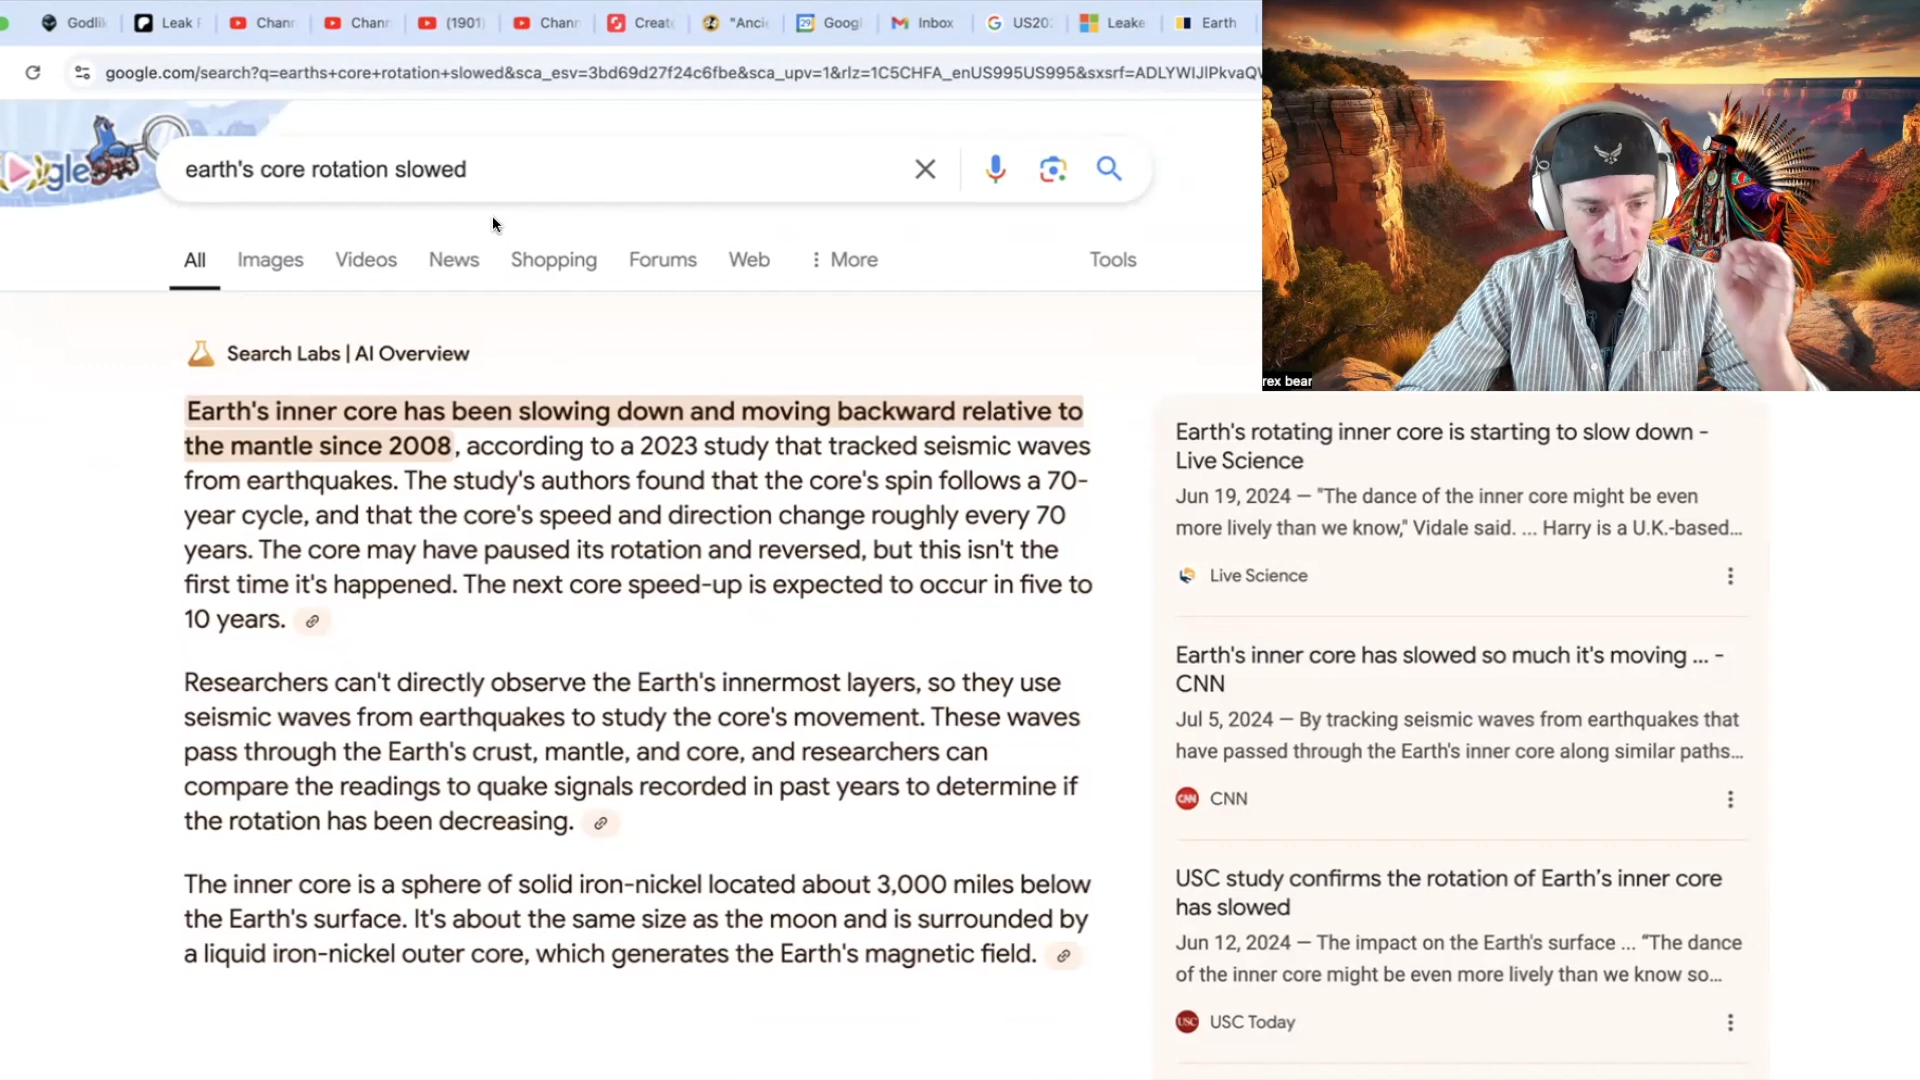 Godlik
Leak F
Chann
Chann
(1901)
Chann
Create
"Anci
29
Googl
Inbox
US202
Leake
Earth
google.com/search?q=earths+core+rotation+slowed&sca_esv=3bd69d27f24c6fbe&sca_upv=1&rlz=1C5CHFA_enUS995US995&sxsrf=ADLYWIJlPkvaQ
gle
earth's core rotation slowed
All
Images
Videos
News
Shopping
Forums
Web
More
Tools
rex bear
Search Labs | AI Overview
Earth's inner core has been slowing down and moving backward relative to
the mantle since 2008, according to a 2023 study that tracked seismic waves
from earthquakes. The study's authors found that the core's spin follows a 70-
year cycle, and that the core's speed and direction change roughly every 70
years. The core may have paused its rotation and reversed, but this isn't the
first time it's happened. The next core speed-up is expected to occur in five to
10 years.
Researchers can't directly observe the Earth's innermost layers, so they use
seismic waves from earthquakes to study the core's movement. These waves
pass through the Earth's crust, mantle, and core, and researchers can
compare the readings to quake signals recorded in past years to determine if
the rotation has been decreasing.
The inner core is a sphere of solid iron-nickel located about 3,000 miles below
the Earth's surface. It's about the same size as the moon and is surrounded by
a liquid iron-nickel outer core, which generates the Earth's magnetic field.
Earth's rotating inner core is starting to slow down -
Live Science
Jun 19, 2024 — "The dance of the inner core might be even
more lively than we know," Vidale said. ... Harry is a U.K.-based...
Live Science
Earth's inner core has slowed so much it's moving ... -
CNN
Jul 5, 2024 — By tracking seismic waves from earthquakes that
have passed through the Earth's inner core along similar paths...
CNN
CNN
USC study confirms the rotation of Earth's inner core
has slowed
Jun 12, 2024 — The impact on the Earth's surface ... “The dance
of the inner core might be even more lively than we know so...
USC
USC Today